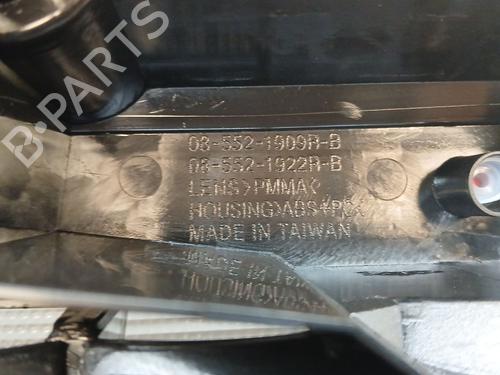 B-PARTS
08-552-1909R-B
08-552-1922R-B
LENS>PMMA<
HOUSING>ABS+PC<
MADE IN TAIWAN